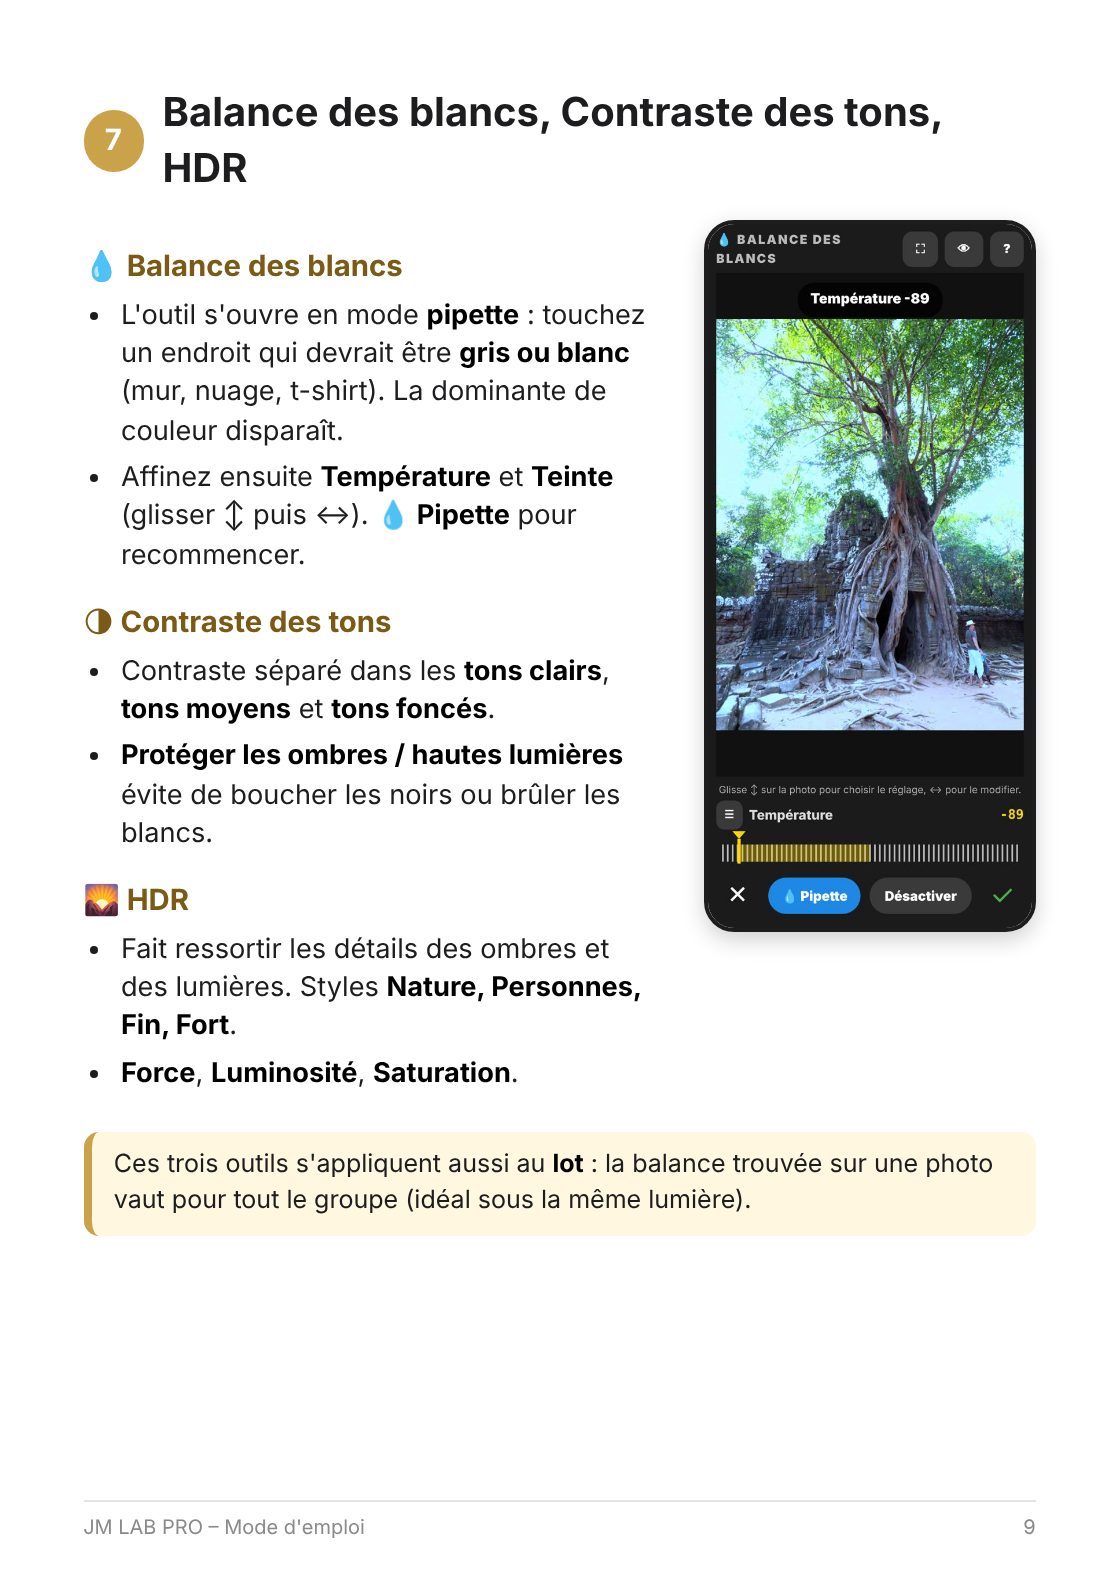 7
Balance des blancs, Contraste des tons,
HDR
💧 Balance des blancs
• L'outil s'ouvre en mode pipette : touchez
un endroit qui devrait être gris ou blanc
(mur, nuage, t-shirt). La dominante de
couleur disparaît.
• Affinez ensuite Température et Teinte
(glisser ↕ puis ↔). 💧 Pipette pour
recommencer.
◑ Contraste des tons
• Contraste séparé dans les tons clairs,
tons moyens et tons foncés.
• Protéger les ombres / hautes lumières
évite de boucher les noirs ou brûler les
blancs.
🌄 HDR
• Fait ressortir les détails des ombres et
des lumières. Styles Nature, Personnes,
Fin, Fort.
• Force, Luminosité, Saturation.
💧 BALANCE DES
BLANCS
?
Température -89
Glisse ↕ sur la photo pour choisir le réglage, ↔ pour le modifier.
☰ Température -89
✕ 💧 Pipette Désactiver ✓
Ces trois outils s'appliquent aussi au lot : la balance trouvée sur une photo
vaut pour tout le groupe (idéal sous la même lumière).
JM LAB PRO – Mode d'emploi 9